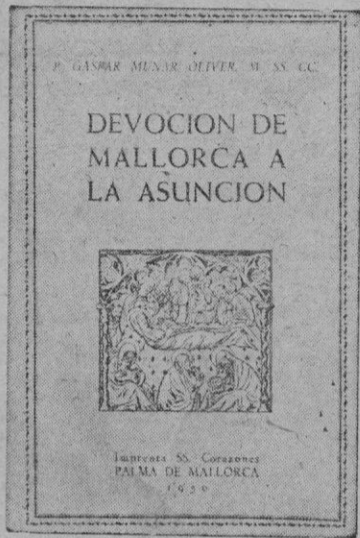 P. GASPAR MUNAR OLIVER, M. SS. CC.
DEVOCION DE
MALLORCA A
LA ASUNCION
Imprenta SS. Corazones
PALMA DE MALLORCA
1950